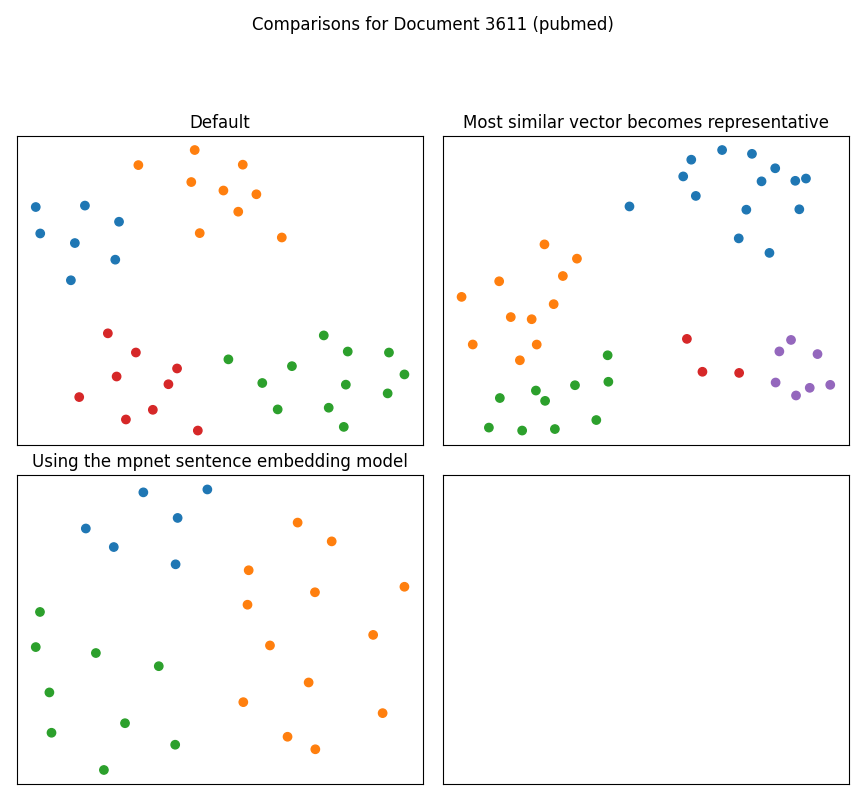 Comparisons for Document 3611 (pubmed)
Default
Most similar vector becomes representative
Using the mpnet sentence embedding model